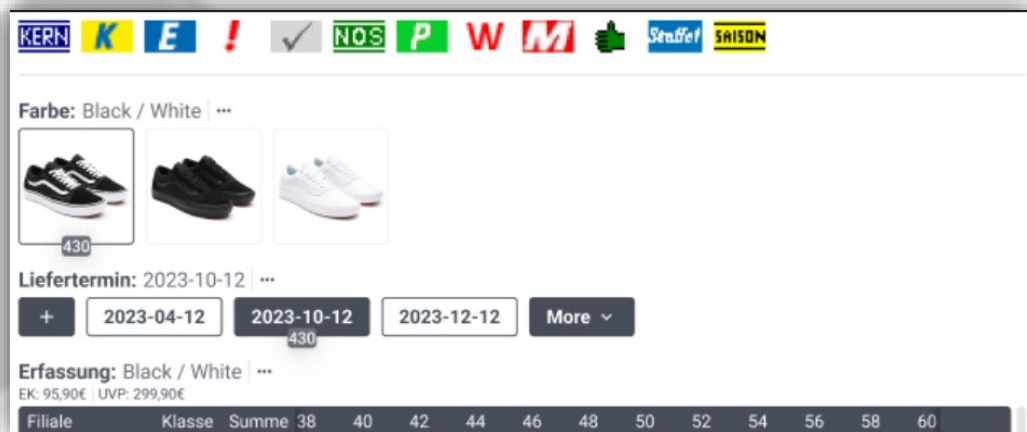 KERN K E ! NOS P W M Staffel SAISON
Farbe: Black / White ···
430
Liefertermin: 2023-10-12 ···
+ 2023-04-12 2023-10-12 2023-12-12 More
430
Erfassung: Black / White ···
EK: 95,90€ UVP: 299,90€
Filiale Klasse Summe 38 40 42 44 46 48 50 52 54 56 58 60